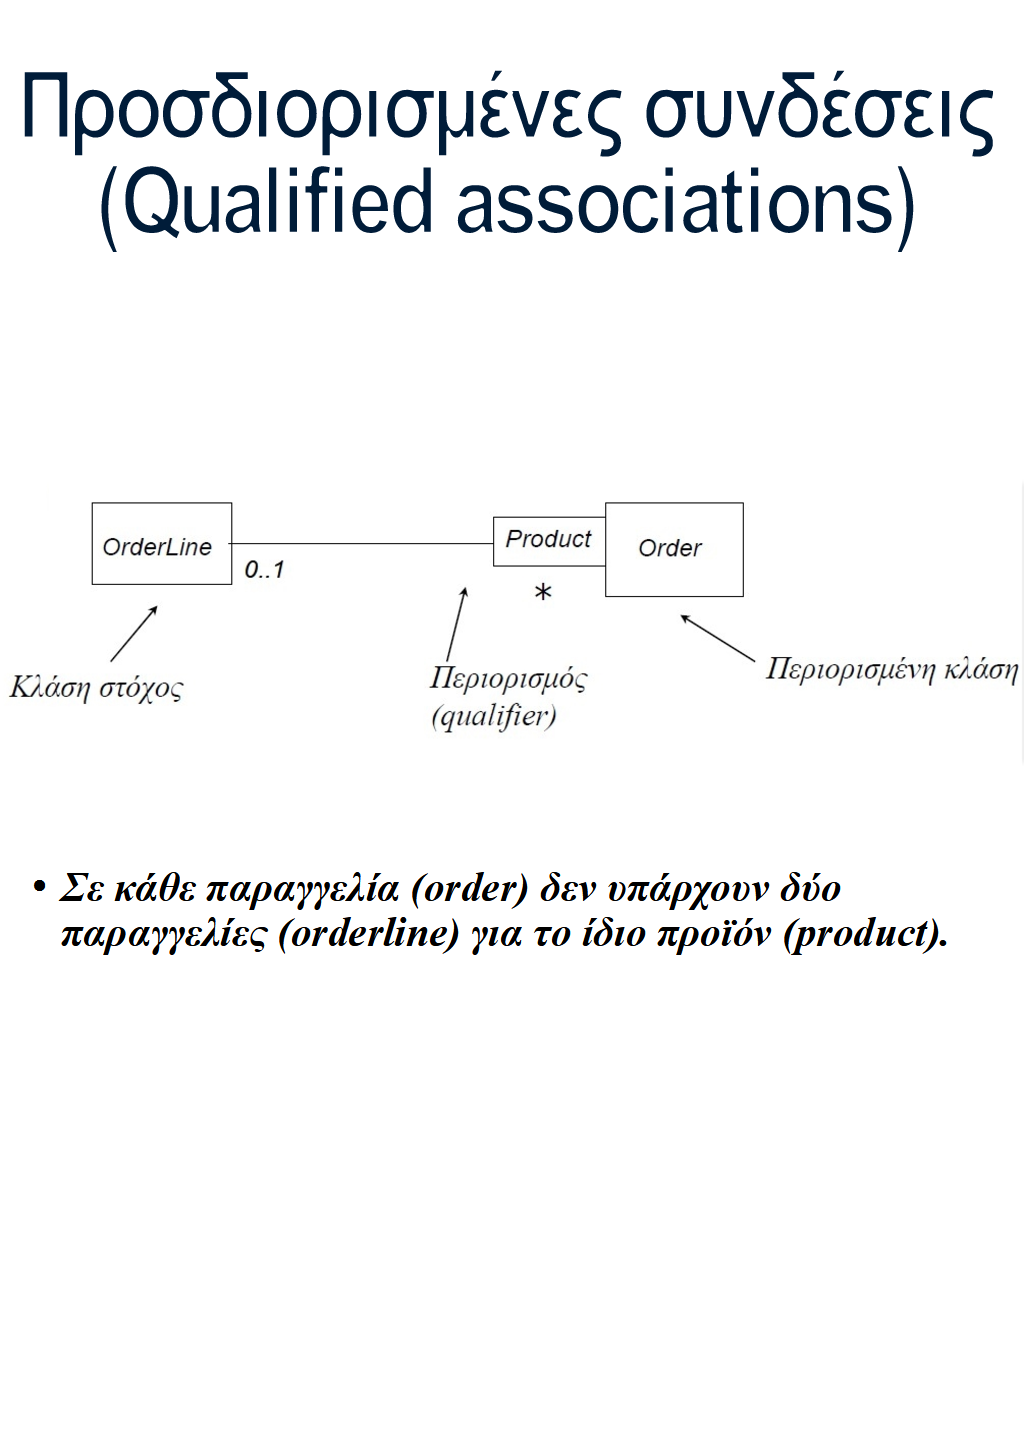 Προσδιορισμένες συνδέσεις
(Qualified associations)
OrderLine
Product
Order
0..1
*
Κλάση στόχος
Περιορισμός
(qualifier)
Περιορισμένη κλάση
• Σε κάθε παραγγελία (order) δεν υπάρχουν δύο
παραγγελίες (orderline) για το ίδιο προϊόν (product).